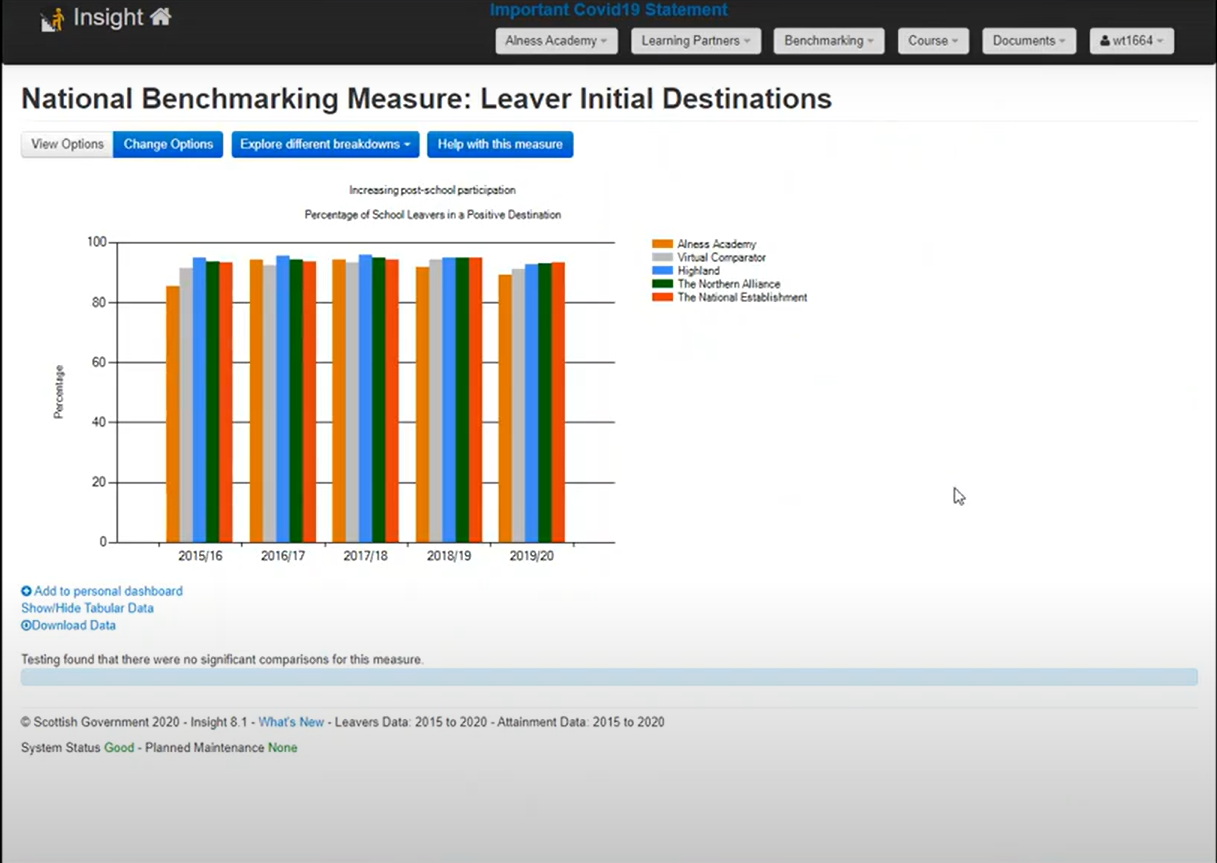 Important Covid19 Statement
Insight
Alness Academy
Learning Partners
Benchmarking
Course
Documents
wt1664
National Benchmarking Measure: Leaver Initial Destinations
View Options
Change Options
Explore different breakdowns
Help with this measure
Increasing post-school participation
Percentage of School Leavers in a Positive Destination
100
80
60
40
20
0
Percentage
2015/16
2016/17
2017/18
2018/19
2019/20
Alness Academy
Virtual Comparator
Highland
The Northern Alliance
The National Establishment
Add to personal dashboard
Show/Hide Tabular Data
Download Data
Testing found that there were no significant comparisons for this measure.
© Scottish Government 2020 - Insight 8.1 - What's New - Leavers Data: 2015 to 2020 - Attainment Data: 2015 to 2020
System Status Good - Planned Maintenance None